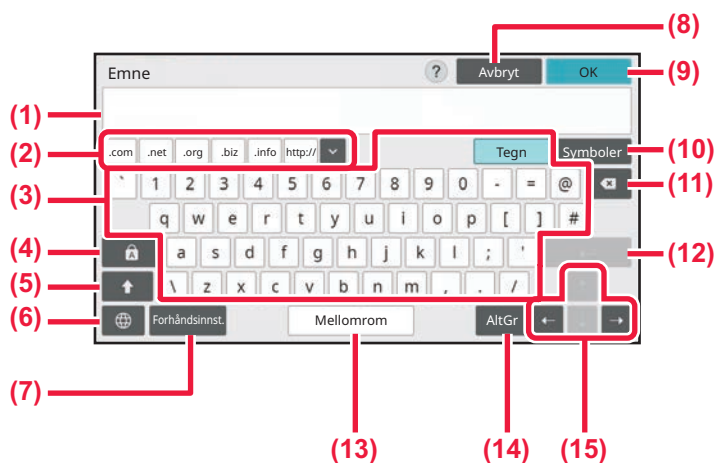 (8)
Emne ? Avbryt OK (9)
(1)
(2) .com .net .org .biz .info http:// Tegn Symboler (10)
(3) ` 1 2 3 4 5 6 7 8 9 0 - = @ (11)
q w e r t y u i o p [ ] #
(4) A a s d f g h j k l ; ' (12)
(5) \ z x c v b n m , . /
(6) Forhåndsinnst. Mellomrom AltGr ← →
(7) (13) (14) (15)